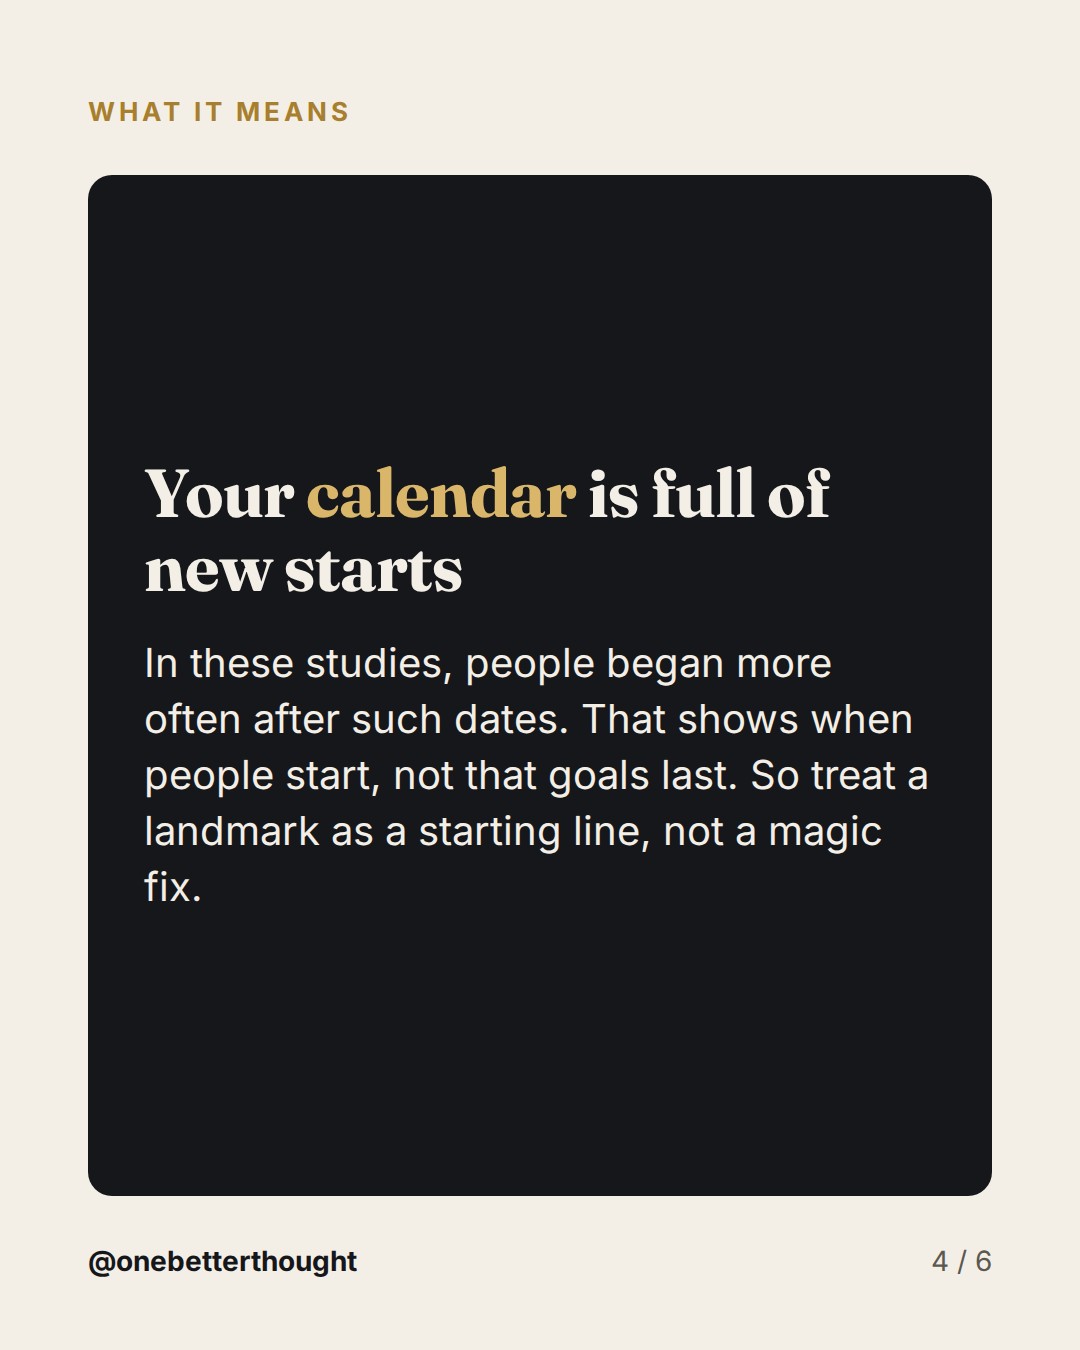 WHAT IT MEANS
Your calendar is full of
new starts
In these studies, people began more
often after such dates. That shows when
people start, not that goals last. So treat a
landmark as a starting line, not a magic
fix.
@onebetterthought
4 / 6